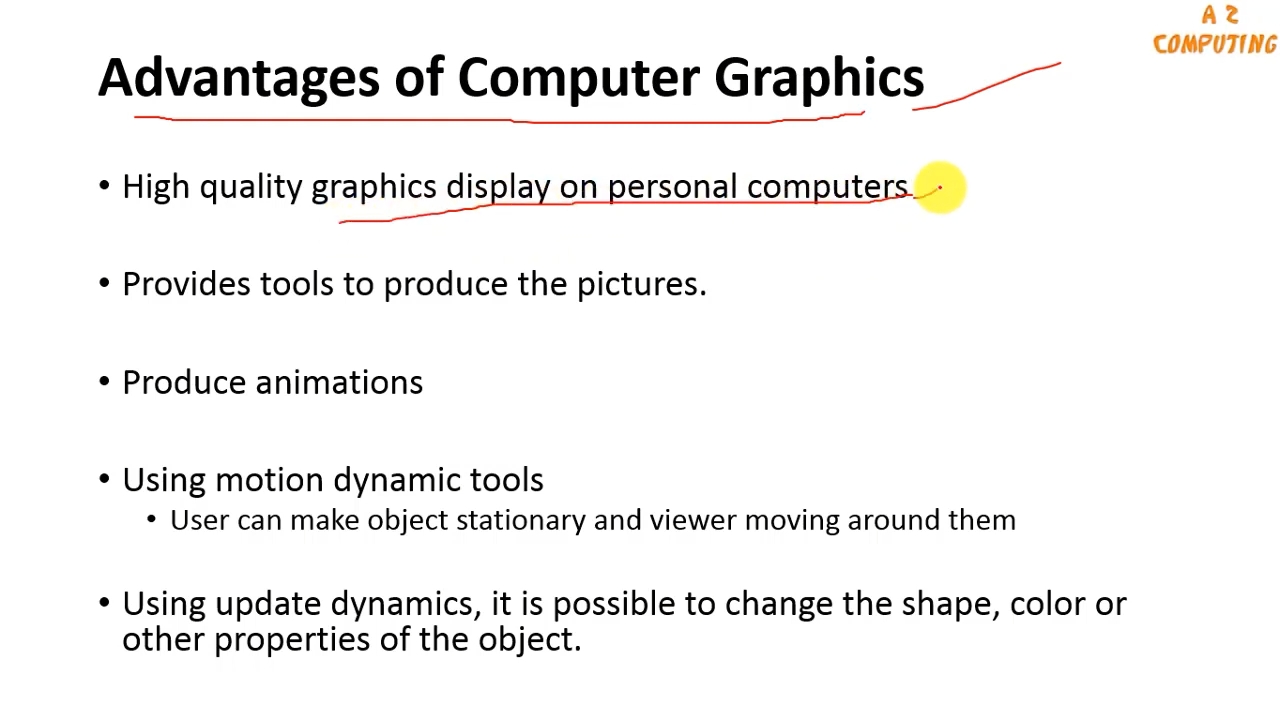 A Z
COMPUTING
Advantages of Computer Graphics
• High quality graphics display on personal computers
• Provides tools to produce the pictures.
• Produce animations
• Using motion dynamic tools
• User can make object stationary and viewer moving around them
• Using update dynamics, it is possible to change the shape, color or
other properties of the object.